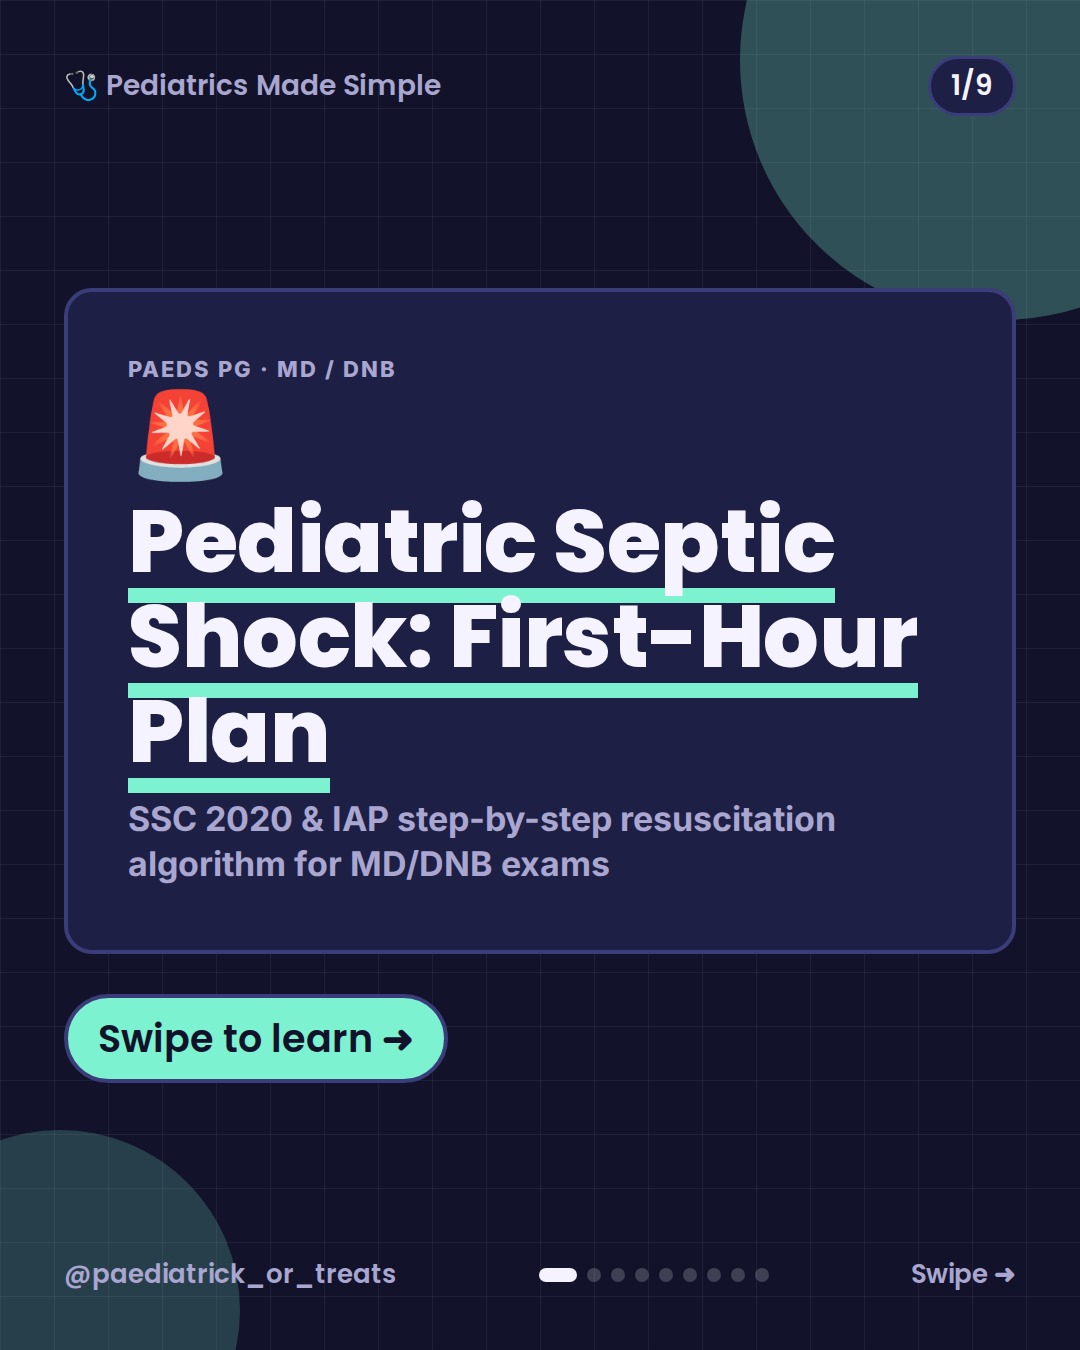 Pediatrics Made Simple
1/9
PAEDS PG · MD / DNB
Pediatric Septic
Shock: First-Hour
Plan
SSC 2020 & IAP step-by-step resuscitation
algorithm for MD/DNB exams
Swipe to learn ➜
@paediatrick_or_treats
Swipe ➜